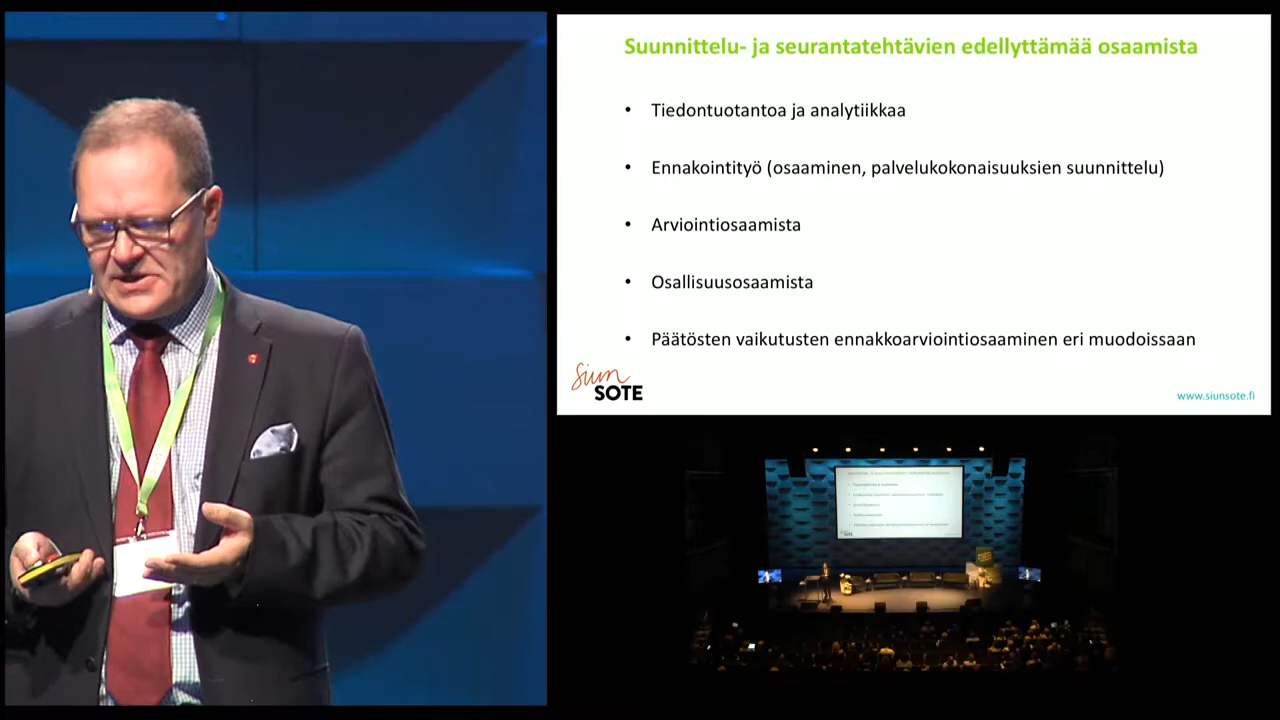 Suunnittelu- ja seurantatehtävien edellyttämää osaamista
• Tiedontuotantoa ja analytiikkaa
• Ennakointityö (osaaminen, palvelukokonaisuuksien suunnittelu)
• Arviointiosaamista
• Osallisuusosaamista
• Päätösten vaikutusten ennakkoarviointiosaaminen eri muodoissaan
Siun
SOTE
www.siunsote.fi
SOTE